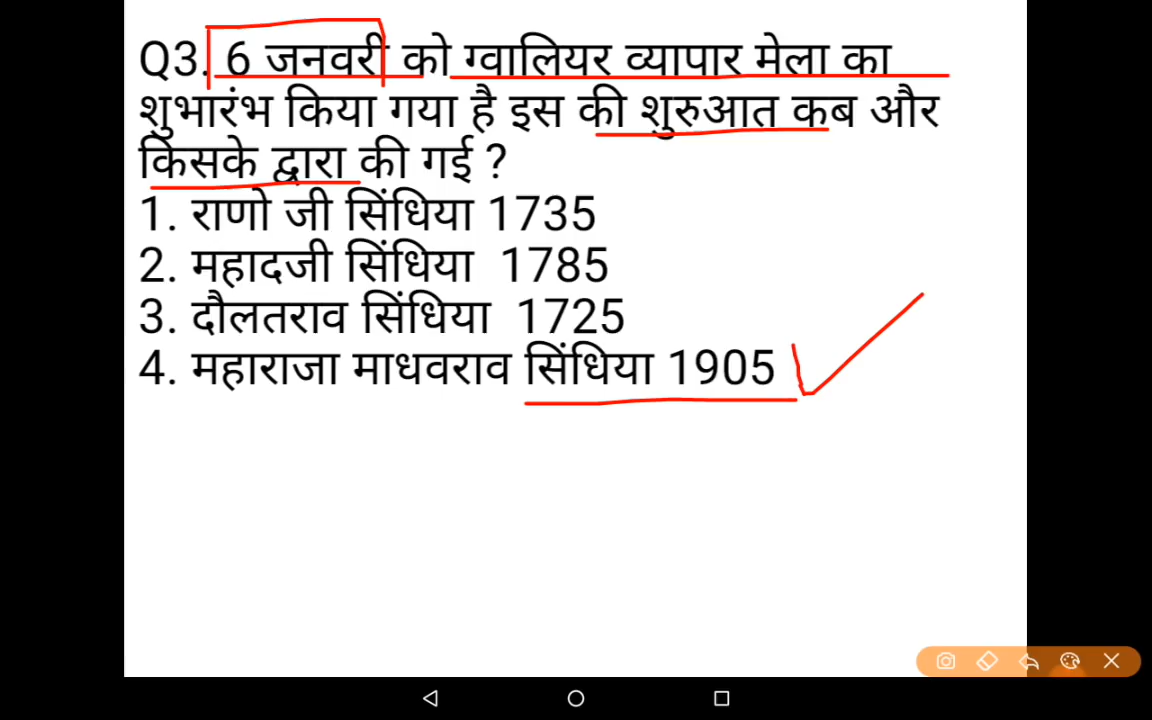 Q3. 6 जनवरी को ग्वालियर व्यापार मेला का
शुभारंभ किया गया है इस की शुरुआत कब और
किसके द्वारा की गई ?
1. राणो जी सिंधिया 1735
2. महादजी सिंधिया 1785
3. दौलतराव सिंधिया 1725
4. महाराजा माधवराव सिंधिया 1905